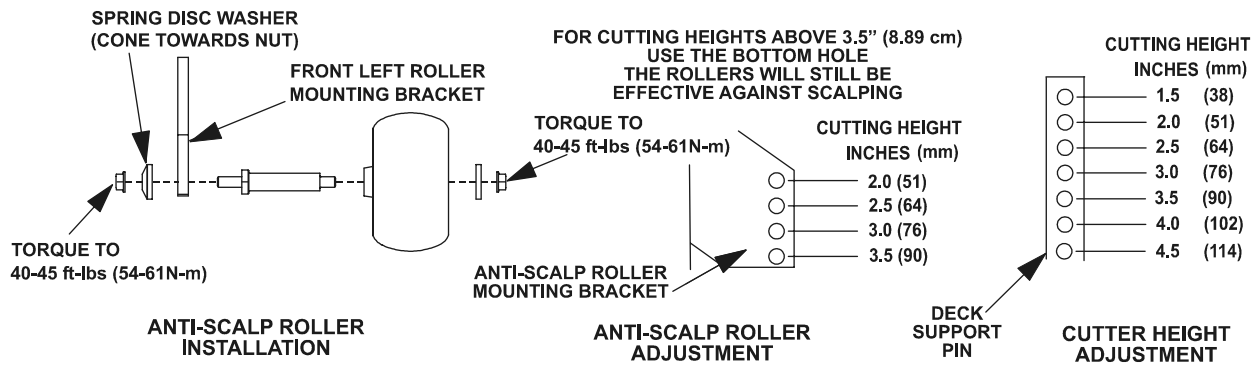 SPRING DISC WASHER
(CONE TOWARDS NUT)
FRONT LEFT ROLLER
MOUNTING BRACKET
TORQUE TO
40-45 ft-lbs (54-61N-m)
TORQUE TO
40-45 ft-lbs (54-61N-m)
ANTI-SCALP ROLLER
INSTALLATION
FOR CUTTING HEIGHTS ABOVE 3.5” (8.89 cm)
USE THE BOTTOM HOLE
THE ROLLERS WILL STILL BE
EFFECTIVE AGAINST SCALPING
CUTTING HEIGHT
INCHES (mm)
2.0 (51)
2.5 (64)
3.0 (76)
3.5 (90)
ANTI-SCALP ROLLER
MOUNTING BRACKET
ANTI-SCALP ROLLER
ADJUSTMENT
CUTTING HEIGHT
INCHES (mm)
1.5 (38)
2.0 (51)
2.5 (64)
3.0 (76)
3.5 (90)
4.0 (102)
4.5 (114)
DECK
SUPPORT
PIN
CUTTER HEIGHT
ADJUSTMENT